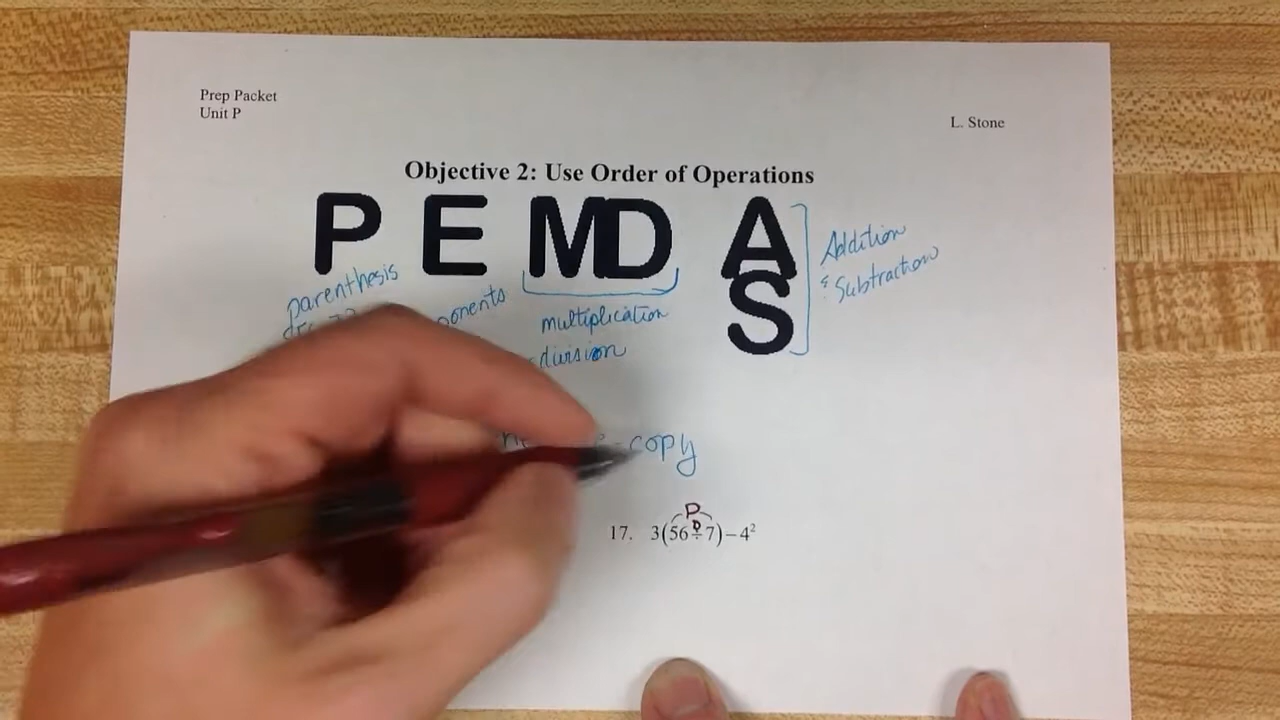 Prep Packet
Unit P
L. Stone
Objective 2: Use Order of Operations
P E MD A
S
parenthesis
multiplication
division
Addition
& Subtraction
copy
P
D
17. 3(56÷7)−4²